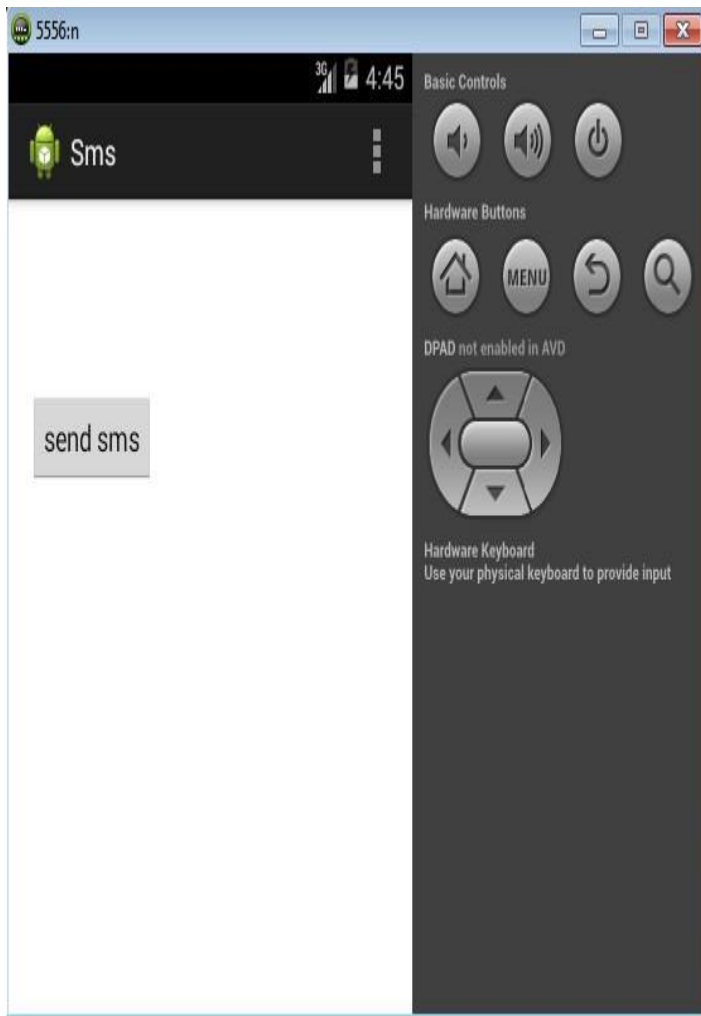 5556:n
3G 4:45
Sms
send sms
Basic Controls
Hardware Buttons
MENU
DPAD not enabled in AVD
Hardware Keyboard
Use your physical keyboard to provide input